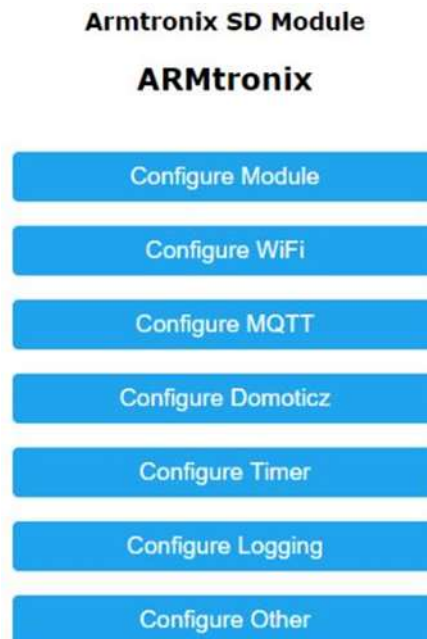 Armtronix SD Module
ARMtronix
Configure Module
Configure WiFi
Configure MQTT
Configure Domoticz
Configure Timer
Configure Logging
Configure Other